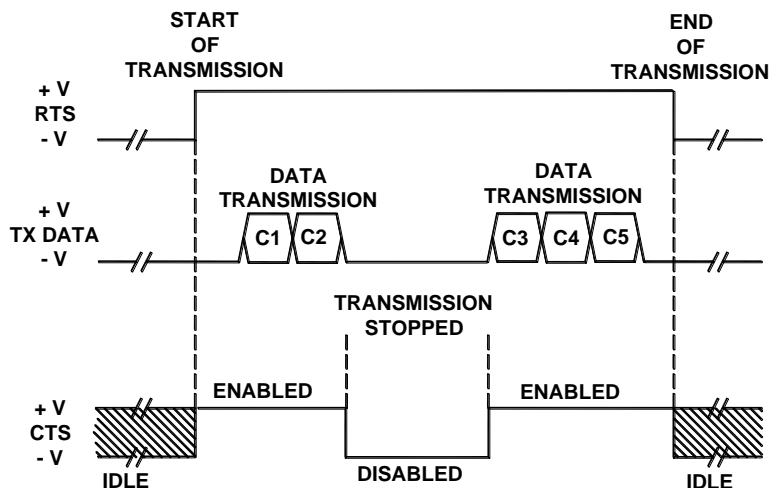 START
OF
TRANSMISSION
END
OF
TRANSMISSION
+ V
RTS
- V
DATA
TRANSMISSION
DATA
TRANSMISSION
+ V
TX DATA
- V
C1 C2 C3 C4 C5
TRANSMISSION
STOPPED
ENABLED ENABLED
+ V
CTS
- V
IDLE DISABLED IDLE